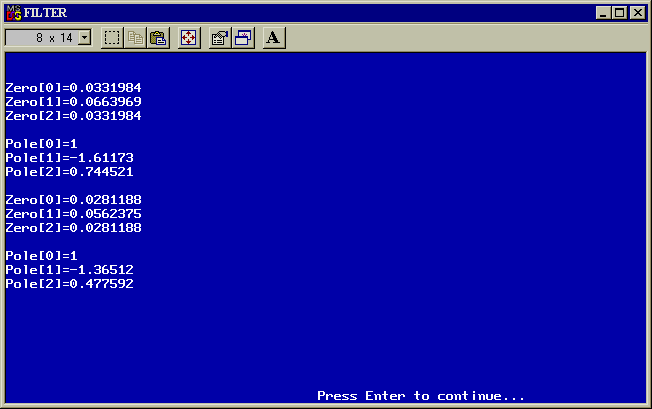 MS
DOS
FILTER
8 x 14
A
Zero[0]=0.0331984
Zero[1]=0.0663969
Zero[2]=0.0331984
Pole[0]=1
Pole[1]=-1.61173
Pole[2]=0.744521
Zero[0]=0.0281188
Zero[1]=0.0562375
Zero[2]=0.0281188
Pole[0]=1
Pole[1]=-1.36512
Pole[2]=0.477592
Press Enter to continue...